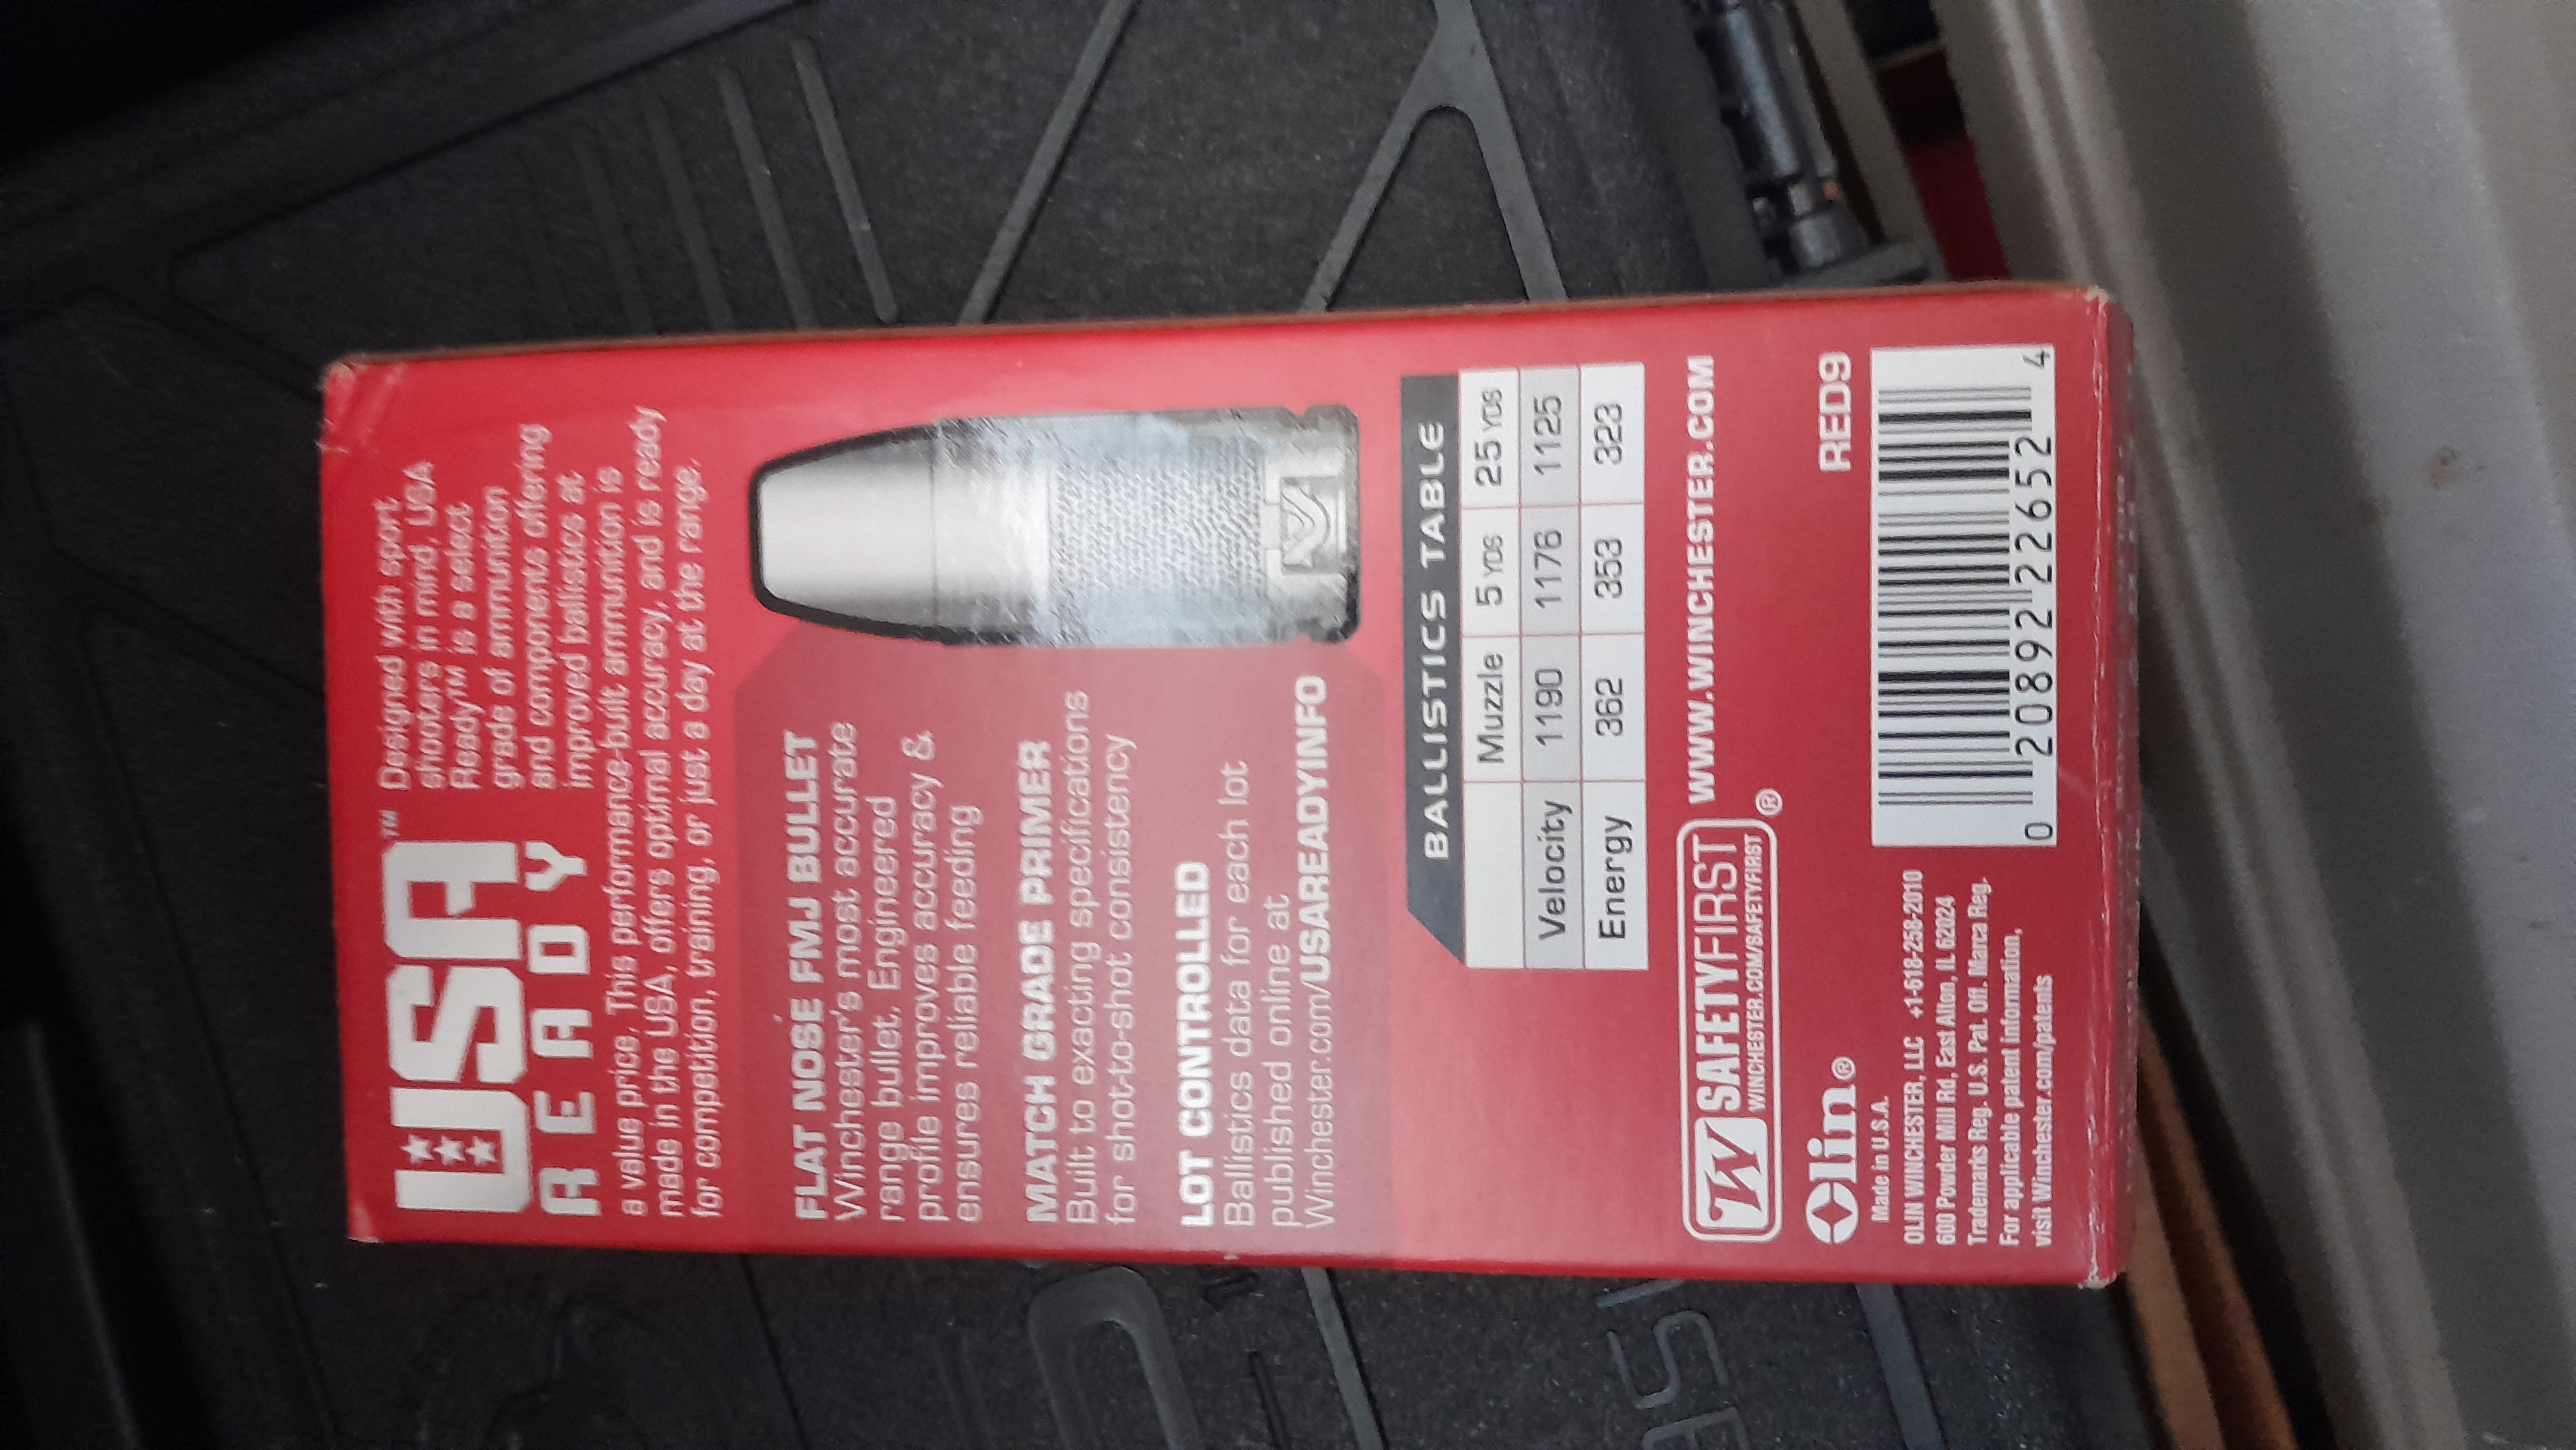 USA™
READY
Designed with sport
shooters in mind, USA
Ready™ is a select
grade of ammunition
and components offering
improved ballistics at
a value price. This performance-built ammunition is
made in the USA, offers optimal accuracy, and is ready
for competition, training, or just a day at the range.
FLAT NOSE FMJ BULLET
Winchester's most accurate
range bullet. Engineered
profile improves accuracy &
ensures reliable feeding
MATCH GRADE PRIMER
Built to exacting specifications
for shot-to-shot consistency
LOT CONTROLLED
Ballistics data for each lot
published online at
Winchester.com/USAREADYINFO
BALLISTICS TABLE
Muzzle 5 YDS 25 YDS
Velocity 1190 1176 1125
Energy 362 353 323
W SAFETYFIRST®
WINCHESTER.COM/SAFETYFIRST
WWW.WINCHESTER.COM
Olin®
Made in U.S.A.
OLIN WINCHESTER, LLC +1-618-258-2010
600 Powder Mill Rd, East Alton, IL 62024
Trademarks Reg. U.S. Pat. Off. Marca Reg.
For applicable patent information,
visit Winchester.com/patents
RED9
0 20892 22652 4